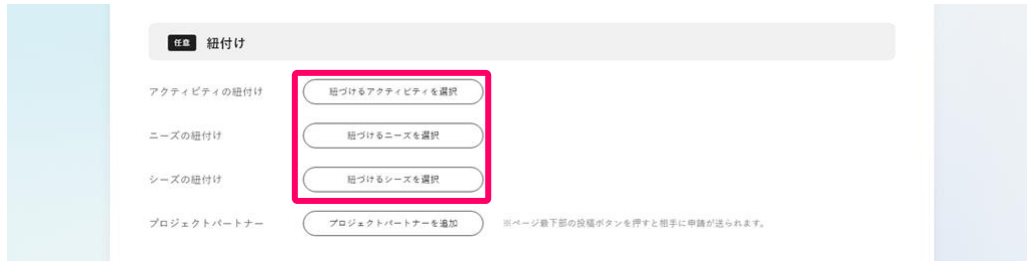 任意 紐付け
アクティビティの紐付け 紐づけるアクティビティを選択
ニーズの紐付け 紐づけるニーズを選択
シーズの紐付け 紐づけるシーズを選択
プロジェクトパートナー プロジェクトパートナーを追加 ※ページ最下部の投稿ボタンを押すと相手に申請が送られます。